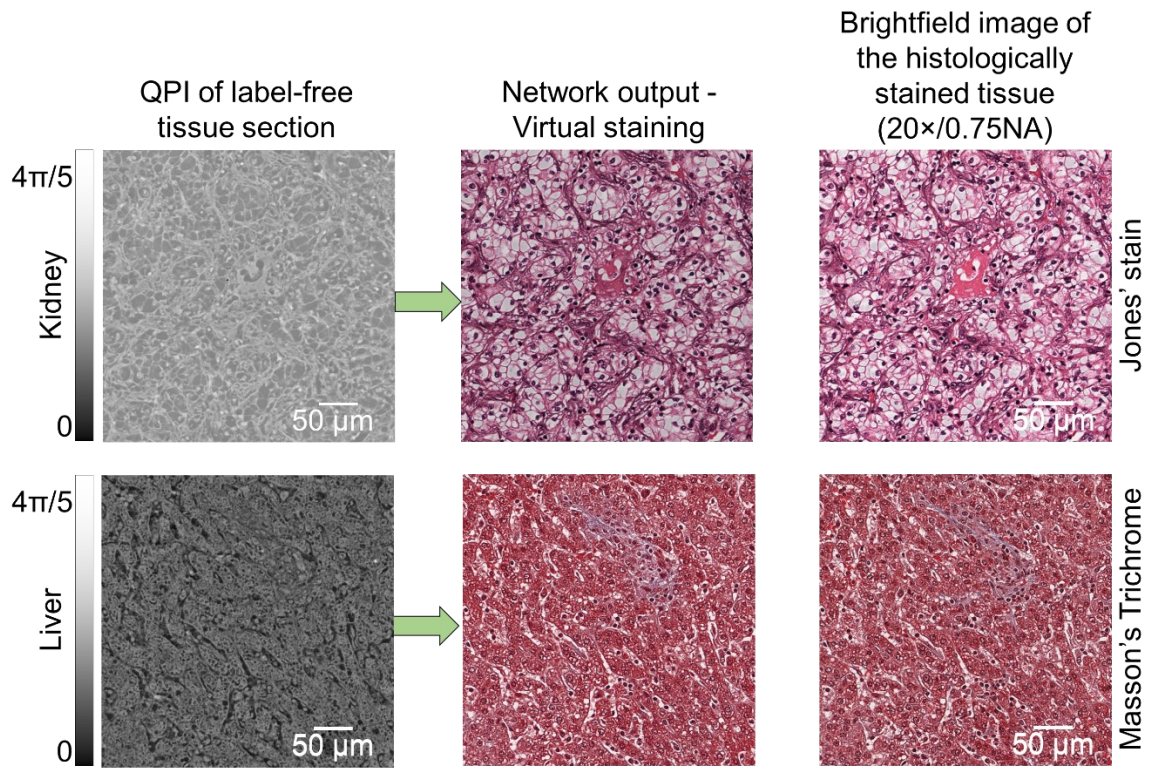 QPI of label-free
tissue section
Network output -
Virtual staining
Brightfield image of
the histologically
stained tissue
(20×/0.75NA)
4π/5
Kidney
0
50 μm
50 μm
Jones’ stain
4π/5
Liver
0
50 μm
50 μm
Masson’s Trichrome